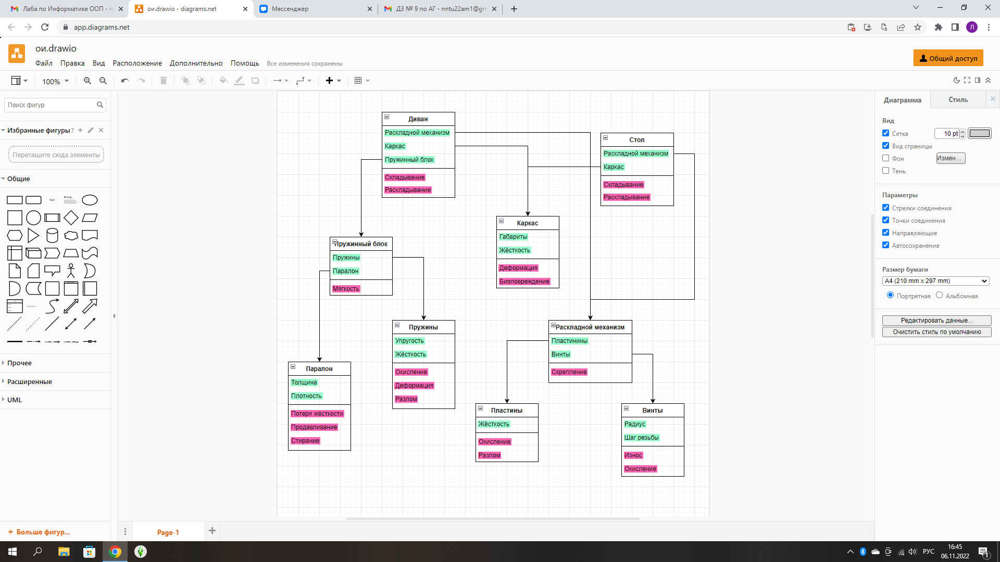 Лаба по Информатике ООП - n
ои.drawio - diagrams.net
Мессенджер
ДЗ № 9 по АГ - nntu22am1@gm
app.diagrams.net
Л
ои.drawio
Файл Правка Вид Расположение Дополнительно Помощь Все изменения сохранены
Общий доступ
100%
Поиск фигур
Избранные фигуры ?
Перетащите сюда элементы
Общие
Text
Heading
Прочее
Расширенные
UML
+ Больше фигур...
Диван
Раскладной механизм
Каркас
Пружинный блок
Складывание
Раскладывание
Стол
Раскладной механизм
Каркас
Складывание
Раскладывание
Каркас
Габариты
Жёсткость
Деформация
Биоповреждение
Пружинный блок
Пружины
Паралон
Мягкость
Пружины
Упругость
Жёсткость
Окисление
Деформация
Разлом
Раскладной механизм
Пластинины
Винты
Скрепление
Паралон
Толщина
Плотность
Потеря жёсткости
Продавливание
Стирание
Пластины
Жёсткость
Окисление
Разлом
Винты
Радиус
Шаг резьбы
Износ
Окисление
Page-1
Диаграмма
Стиль
Вид
Сетка
10 pt
Вид страницы
Фон
Измен...
Тень
Параметры
Стрелки соединения
Точки соединения
Направляющие
Автосохранение
Размер бумаги
A4 (210 mm x 297 mm)
Портретная
Альбомная
Редактировать данные...
Очистить стиль по умолчанию
РУС
16:45
06.11.2022
1